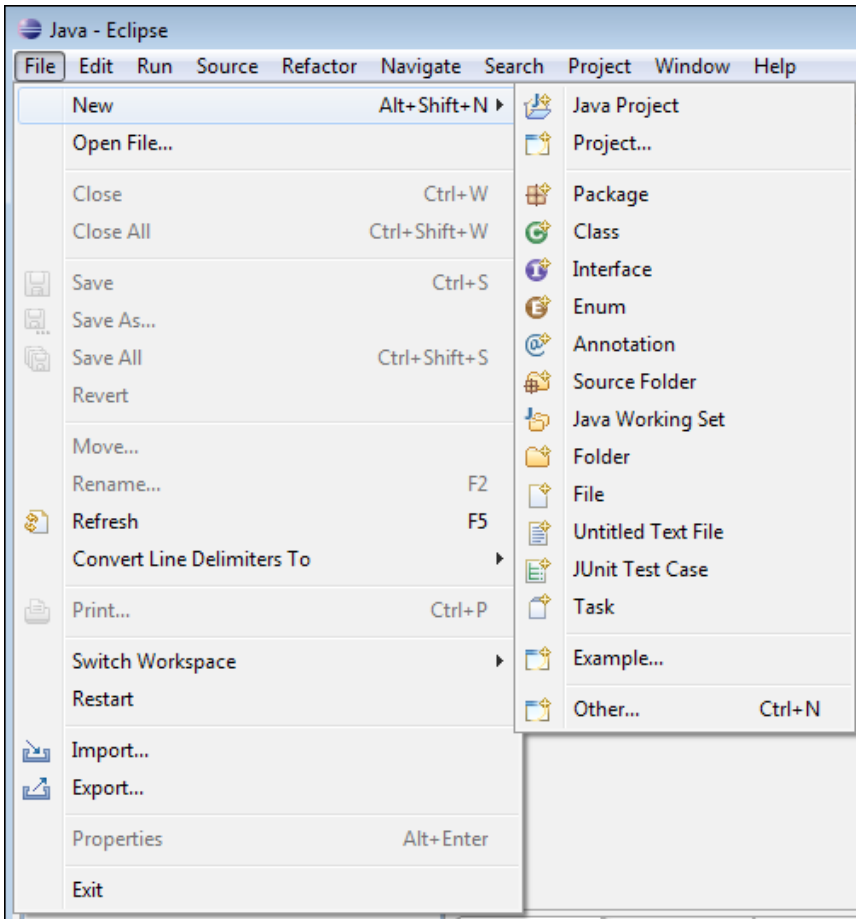 Java - Eclipse
File Edit Run Source Refactor Navigate Search Project Window Help
New Alt+Shift+N
Open File...
Close Ctrl+W
Close All Ctrl+Shift+W
Save Ctrl+S
Save As...
Save All Ctrl+Shift+S
Revert
Move...
Rename... F2
Refresh F5
Convert Line Delimiters To
Print... Ctrl+P
Switch Workspace
Restart
Import...
Export...
Properties Alt+Enter
Exit
Java Project
Project...
Package
Class
Interface
Enum
Annotation
Source Folder
Java Working Set
Folder
File
Untitled Text File
JUnit Test Case
Task
Example...
Other... Ctrl+N